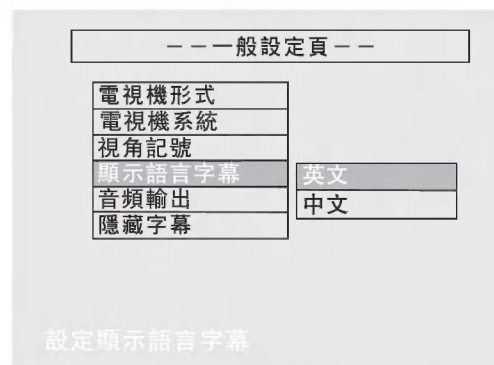 －－一般設定頁－－
電視機形式
電視機系統
視角記號
顯示語言字幕 英文
音頻輸出 中文
隱藏字幕
設定顯示語言字幕